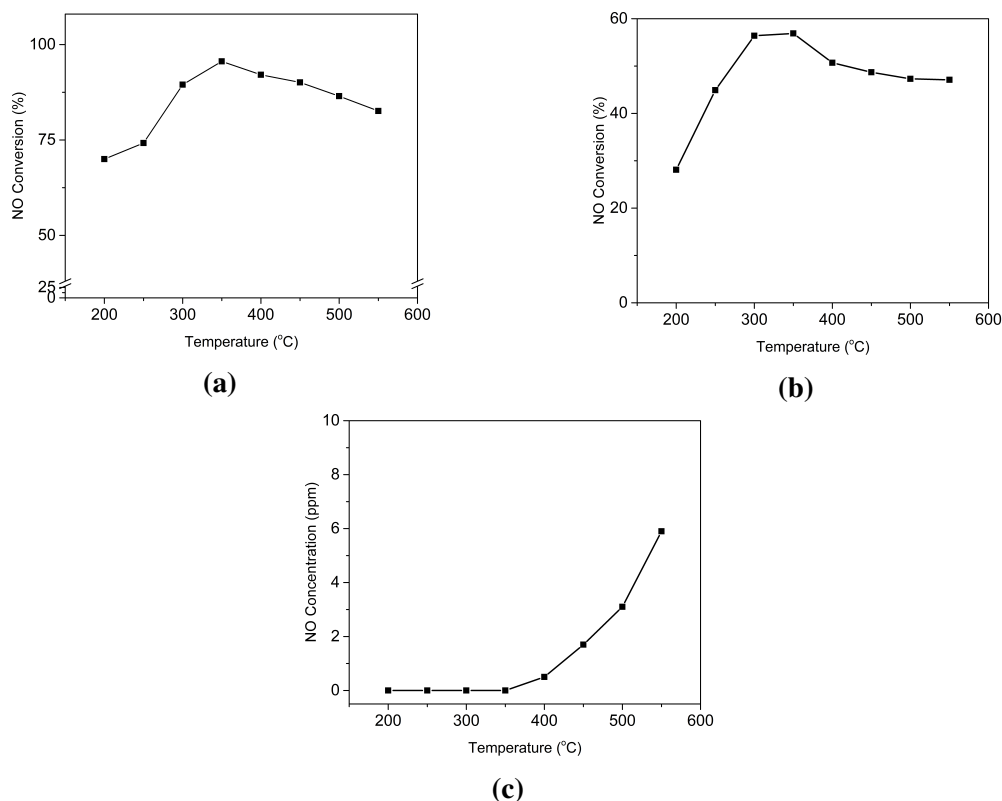 100
75
50
25
0
NO Conversion (%)
200 300 400 500 600
Temperature (°C)
(a)
60
40
20
0
NO Conversion (%)
200 300 400 500 600
Temperature (°C)
(b)
10
8
6
4
2
0
NO Concentration (ppm)
200 300 400 500 600
Temperature (°C)
(c)